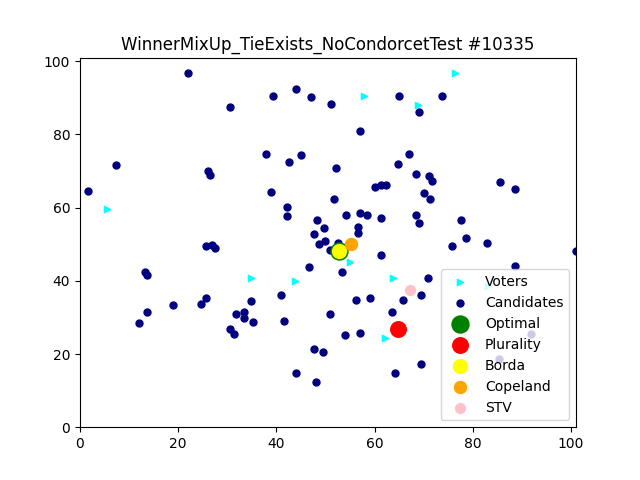 WinnerMixUp_TieExists_NoCondorcetTest #10335
100
80
60
40
20
0
0
20
40
60
80
100
Voters
Candidates
Optimal
Plurality
Borda
Copeland
STV